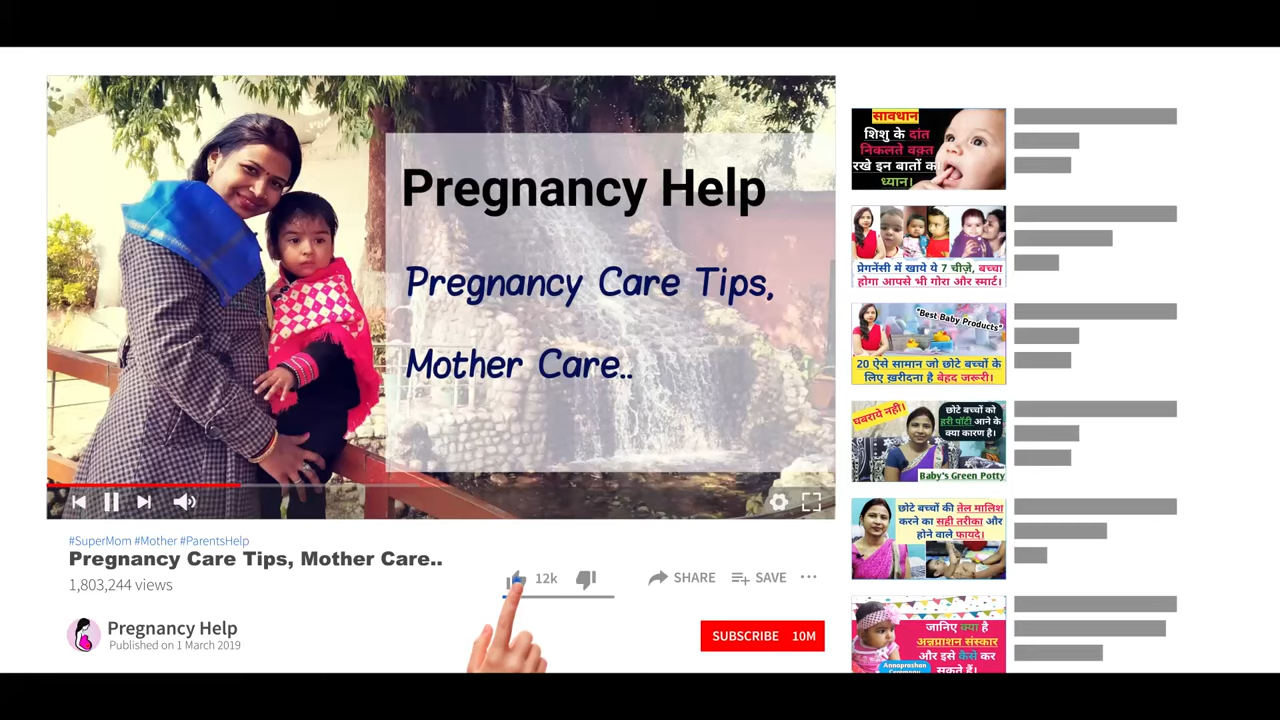 Pregnancy Help
Pregnancy Care Tips,
Mother Care..
#SuperMom #Mother #ParentsHelp
Pregnancy Care Tips, Mother Care..
1,803,244 views
12k
SHARE
SAVE
Pregnancy Help
Published on 1 March 2019
SUBSCRIBE 10M
सावधान
शिशु के दांत
निकलते वक़्त
रखे इन बातों का
ध्यान।
प्रेगनेंसी में खाये ये 7 चीज़े, बच्चा
होगा आपसे भी गोरा और स्मार्ट।
"Best Baby Products"
20 ऐसे सामान जो छोटे बच्चों के
लिए ख़रीदना है बेहद जरूरी।
घबराये नही।
छोटे बच्चों को
हरी पॉटी आने के
क्या कारण है।
Baby's Green Potty
छोटे बच्चों की तेल मालिश
करने का सही तरीका और
होने वाले फायदे।
जानिए क्या है
अन्नप्राशन संस्कार
और इसे कैसे कर
सकते हैं।
Annaprashan
Ceremony